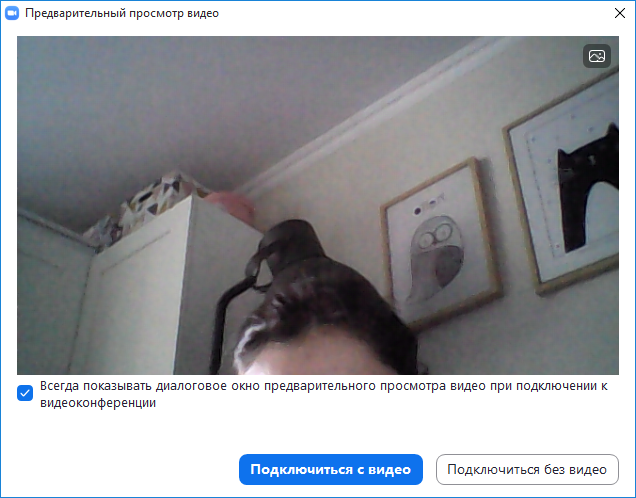 Предварительный просмотр видео
Всегда показывать диалоговое окно предварительного просмотра видео при подключении к
видеоконференции
Подключиться с видео
Подключиться без видео